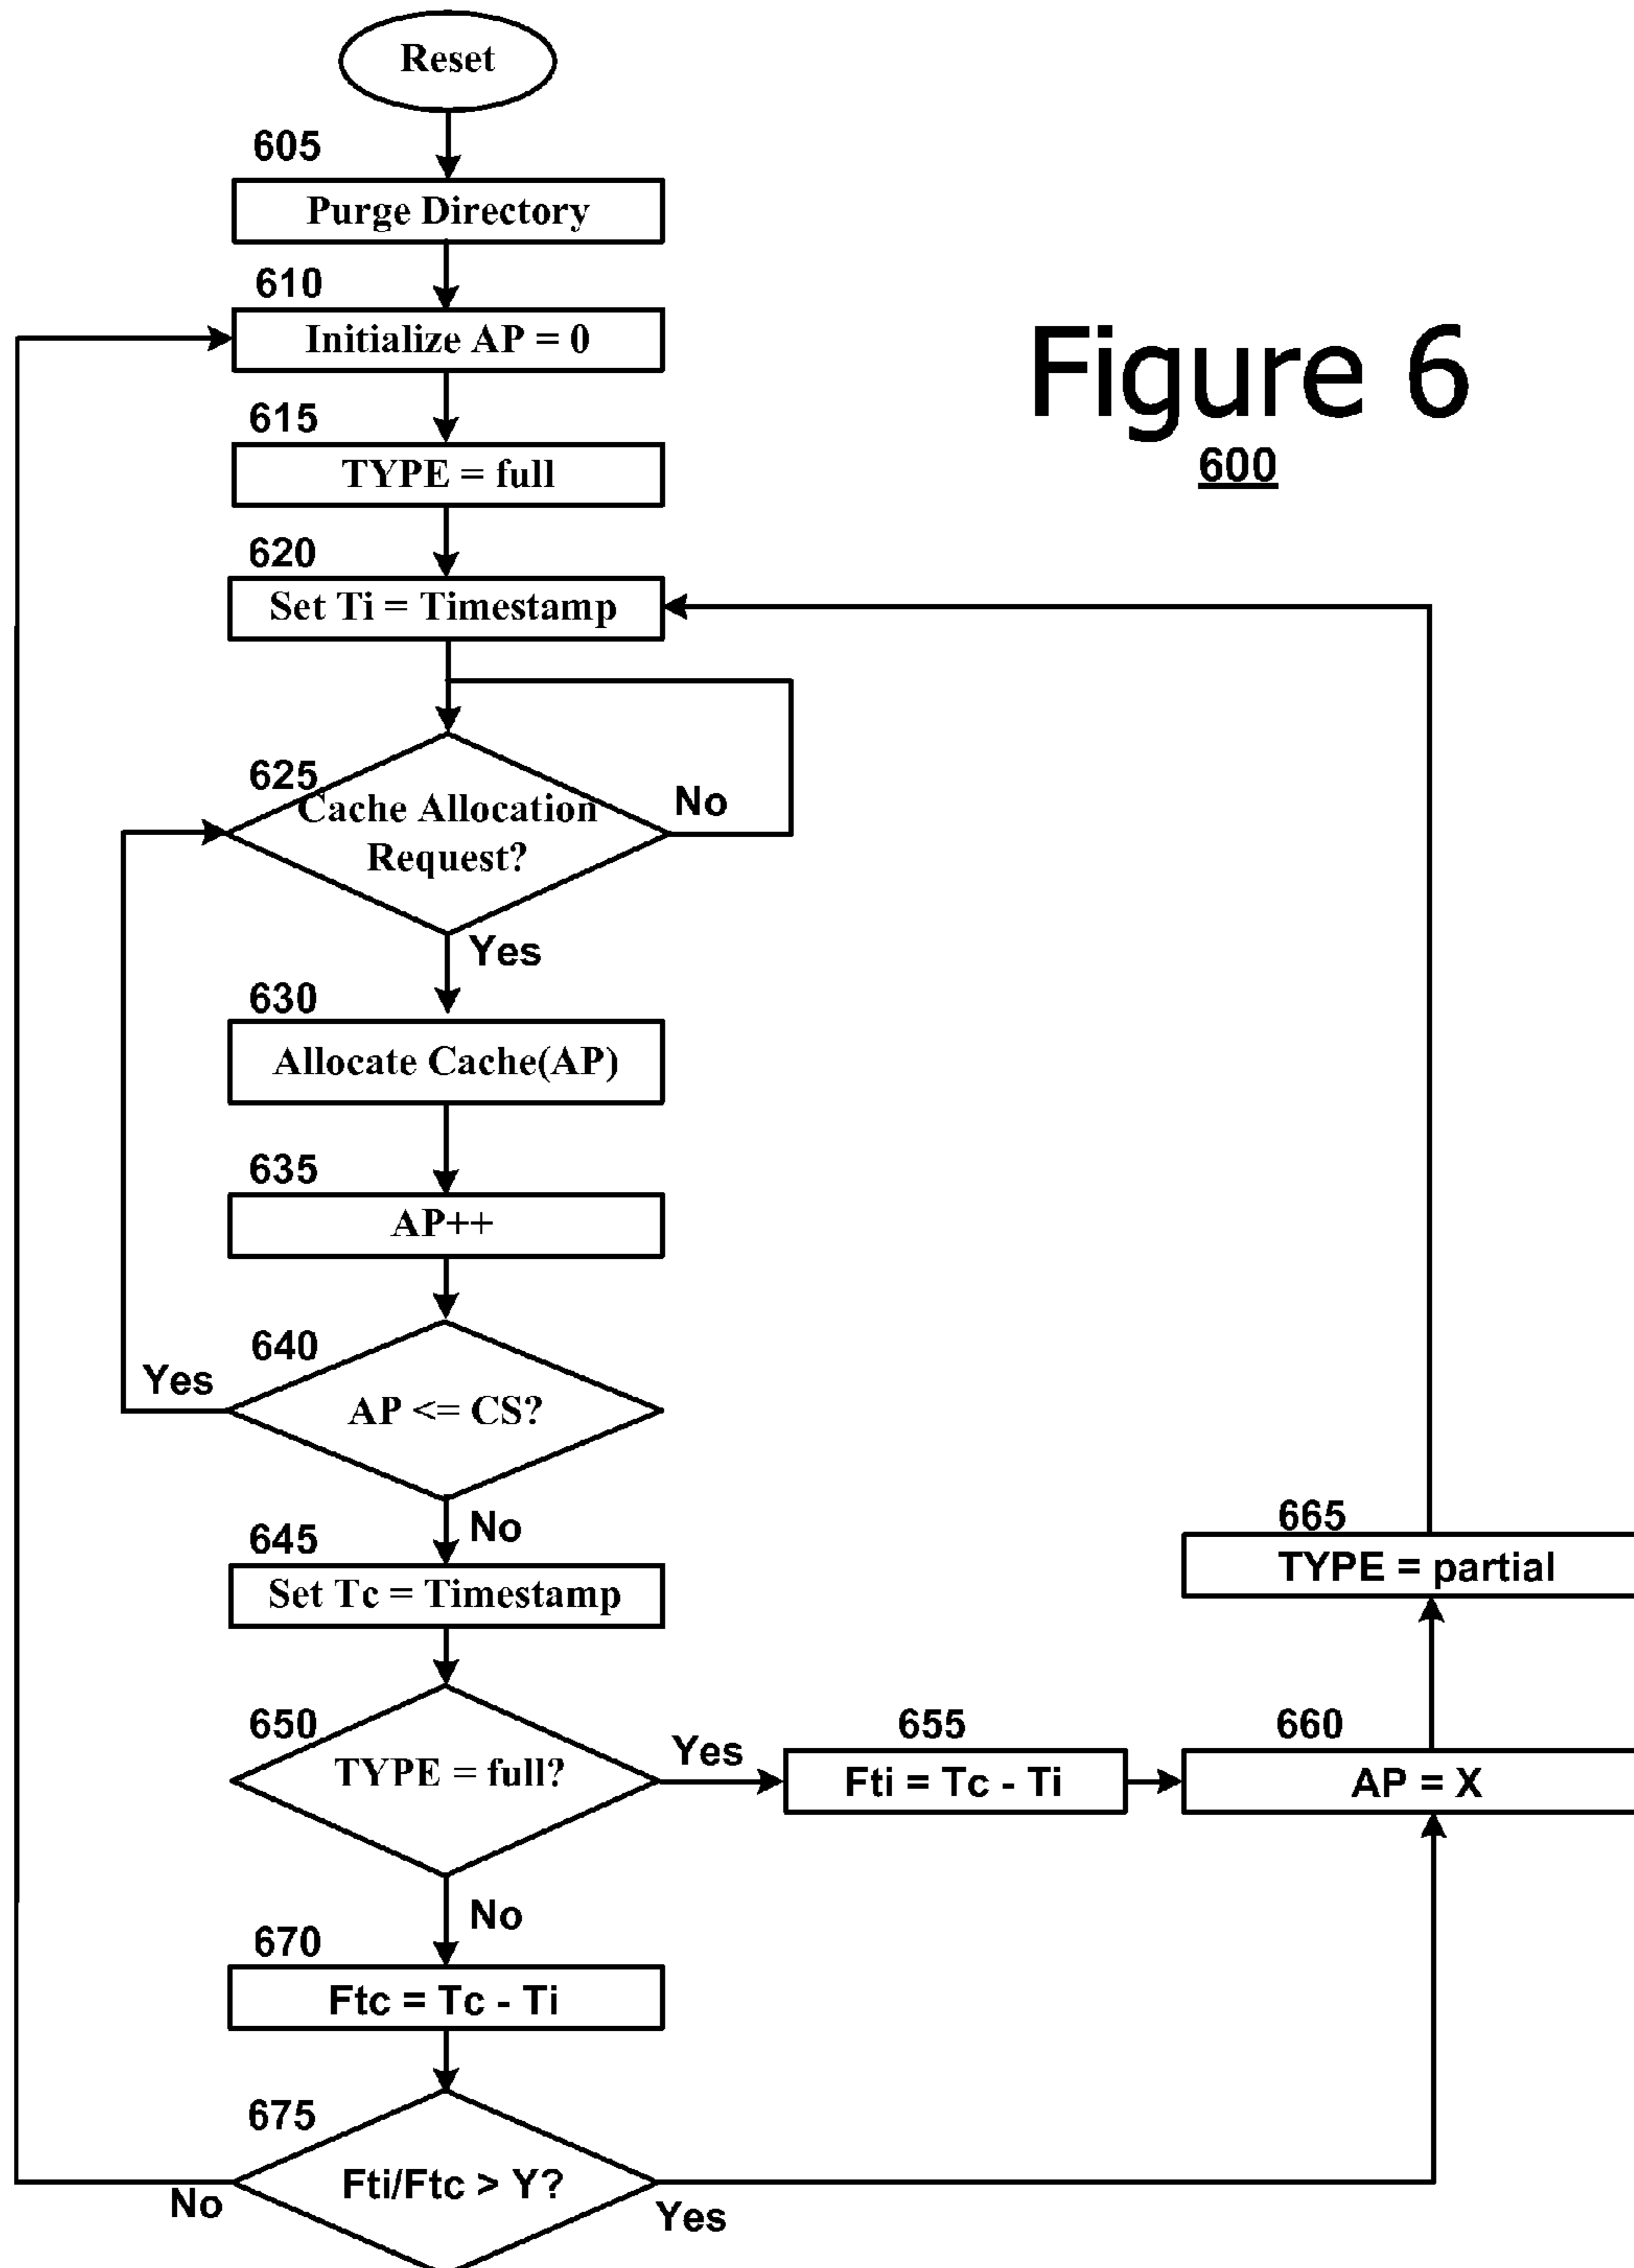 Reset
605
Purge Directory
610
Initialize AP = 0
Figure 6
600
615
TYPE = full
620
Set Ti = Timestamp
625
Cache Allocation
Request?
No
Yes
630
Allocate Cache(AP)
635
AP++
640
AP <= CS?
Yes
No
645
Set Tc = Timestamp
650
TYPE = full?
Yes
655
Fti = Tc - Ti
660
AP = X
665
TYPE = partial
No
670
Ftc = Tc - Ti
675
Fti/Ftc > Y?
No
Yes